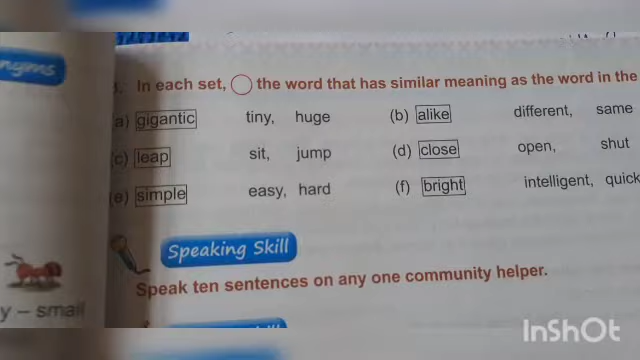 nyms
In each set, ◯ the word that has similar meaning as the word in the
a) gigantic tiny, huge (b) alike different, same
(c) leap sit, jump (d) close open, shut
(e) simple easy, hard (f) bright intelligent, quick
Speaking Skill
Speak ten sentences on any one community helper.
y – small
InShOt